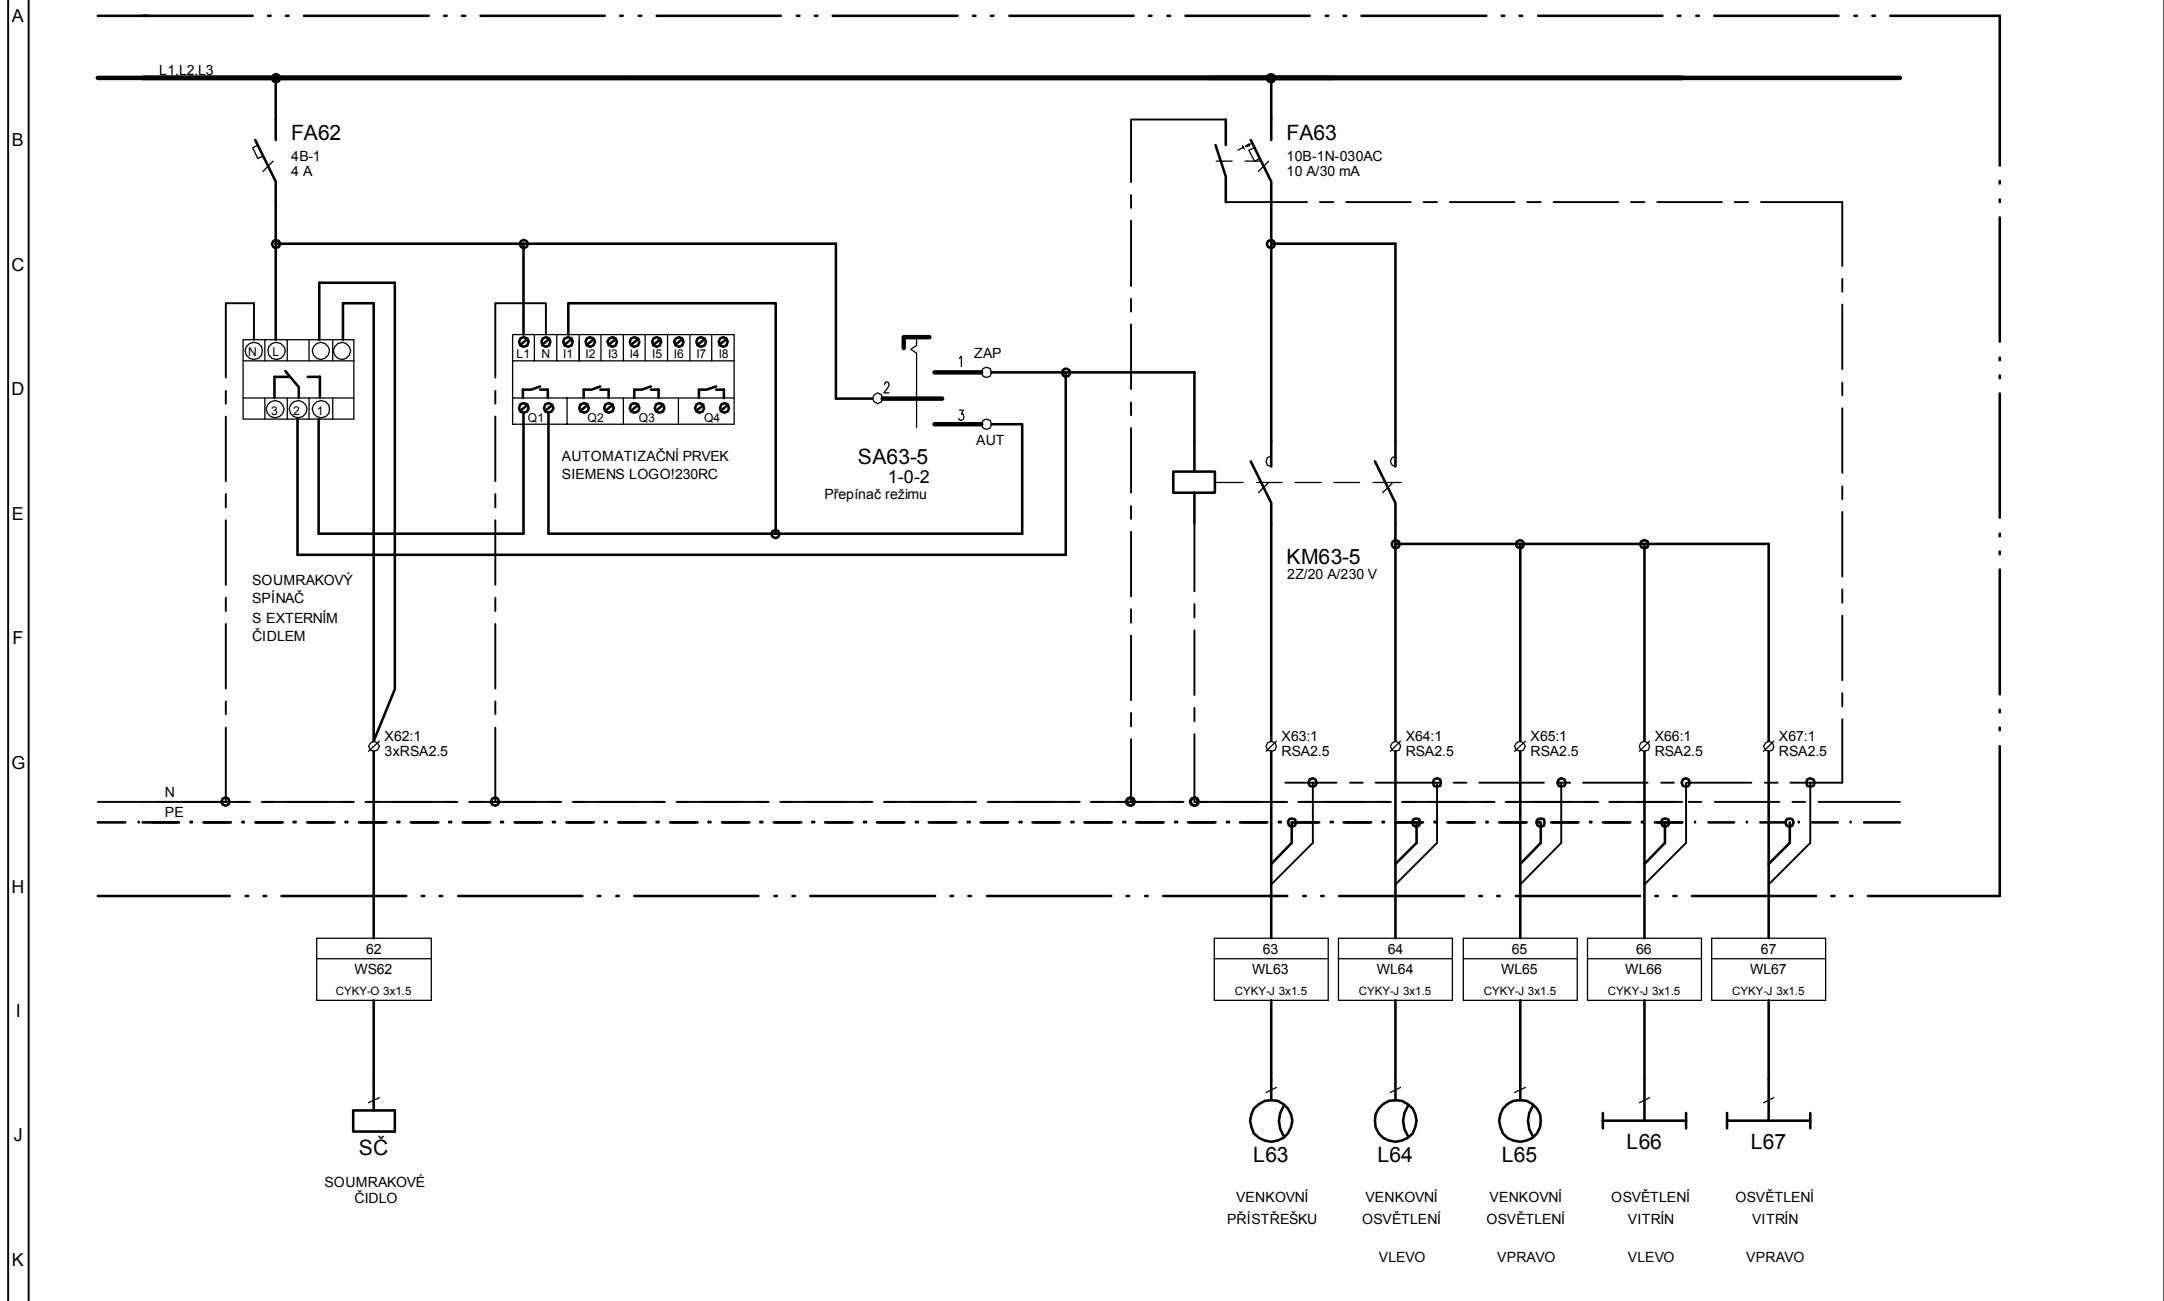 A
L1,L2,L3
B
FA62
4B-1
4 A
FA63
10B-1N-030AC
10 A/30 mA
C
N L
L1 N I1 I2 I3 I4 I5 I6 I7 I8
1 ZAP
D
2
3 2 1
Q1 Q2 Q3 Q4
3
AUT
AUTOMATIZAČNÍ PRVEK
SIEMENS LOGO!230RC
SA63-5
1-0-2
Přepínač režimu
E
KM63-5
2Z/20 A/230 V
SOUMRAKOVÝ
SPÍNAČ
S EXTERNÍM
ČIDLEM
F
X62:1
3xRSA2.5
X63:1
RSA2.5
X64:1
RSA2.5
X65:1
RSA2.5
X66:1
RSA2.5
X67:1
RSA2.5
G
N
PE
H
62
WS62
CYKY-O 3x1.5
63
WL63
CYKY-J 3x1.5
64
WL64
CYKY-J 3x1.5
65
WL65
CYKY-J 3x1.5
66
WL66
CYKY-J 3x1.5
67
WL67
CYKY-J 3x1.5
I
J
SČ
SOUMRAKOVÉ
ČIDLO
L63
VENKOVNÍ
PŘÍSTŘEŠKU
L64
VENKOVNÍ
OSVĚTLENÍ
VLEVO
L65
VENKOVNÍ
OSVĚTLENÍ
VPRAVO
L66
OSVĚTLENÍ
VITRÍN
VLEVO
L67
OSVĚTLENÍ
VITRÍN
VPRAVO
K